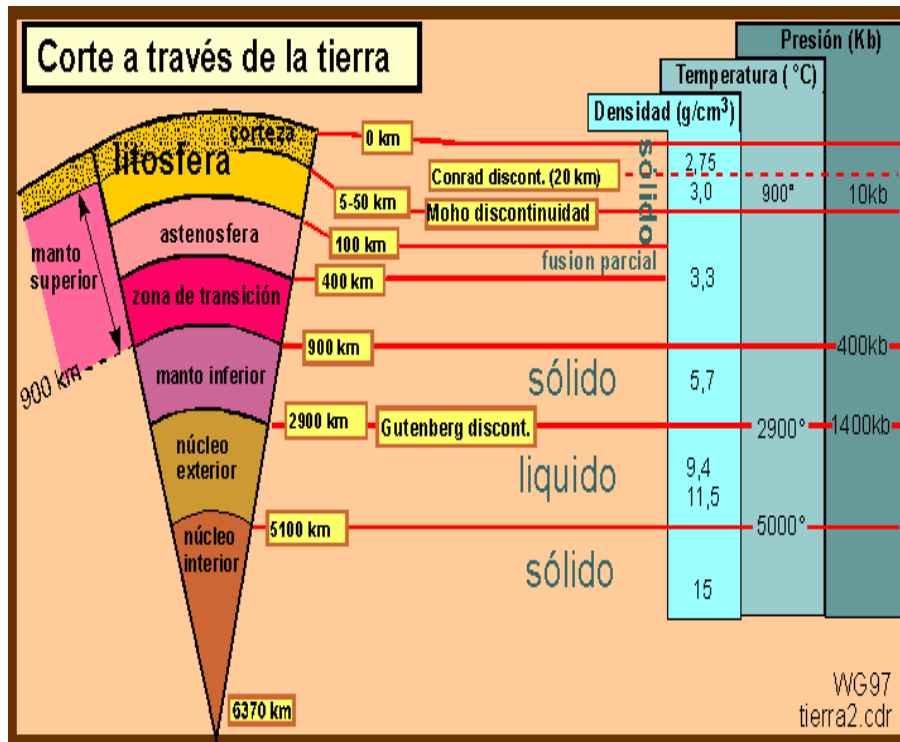 Corte a través de la tierra
Presión (Kb)
Temperatura ( °C)
Densidad (g/cm³)
corteza
litosfera
0 km
sólido
2,75
Conrad discont. (20 km)
3,0
900°
10kb
5-50 km
Moho discontinuidad
astenosfera
100 km
manto
superior
fusion parcial
zona de transición
400 km
3,3
900 km
900 km
400kb
manto inferior
sólido
5,7
2900 km
Gutenberg discont.
2900°
1400kb
núcleo
exterior
liquido
9,4
11,5
núcleo
interior
5100 km
5000°
sólido
15
6370 km
WG97
tierra2.cdr